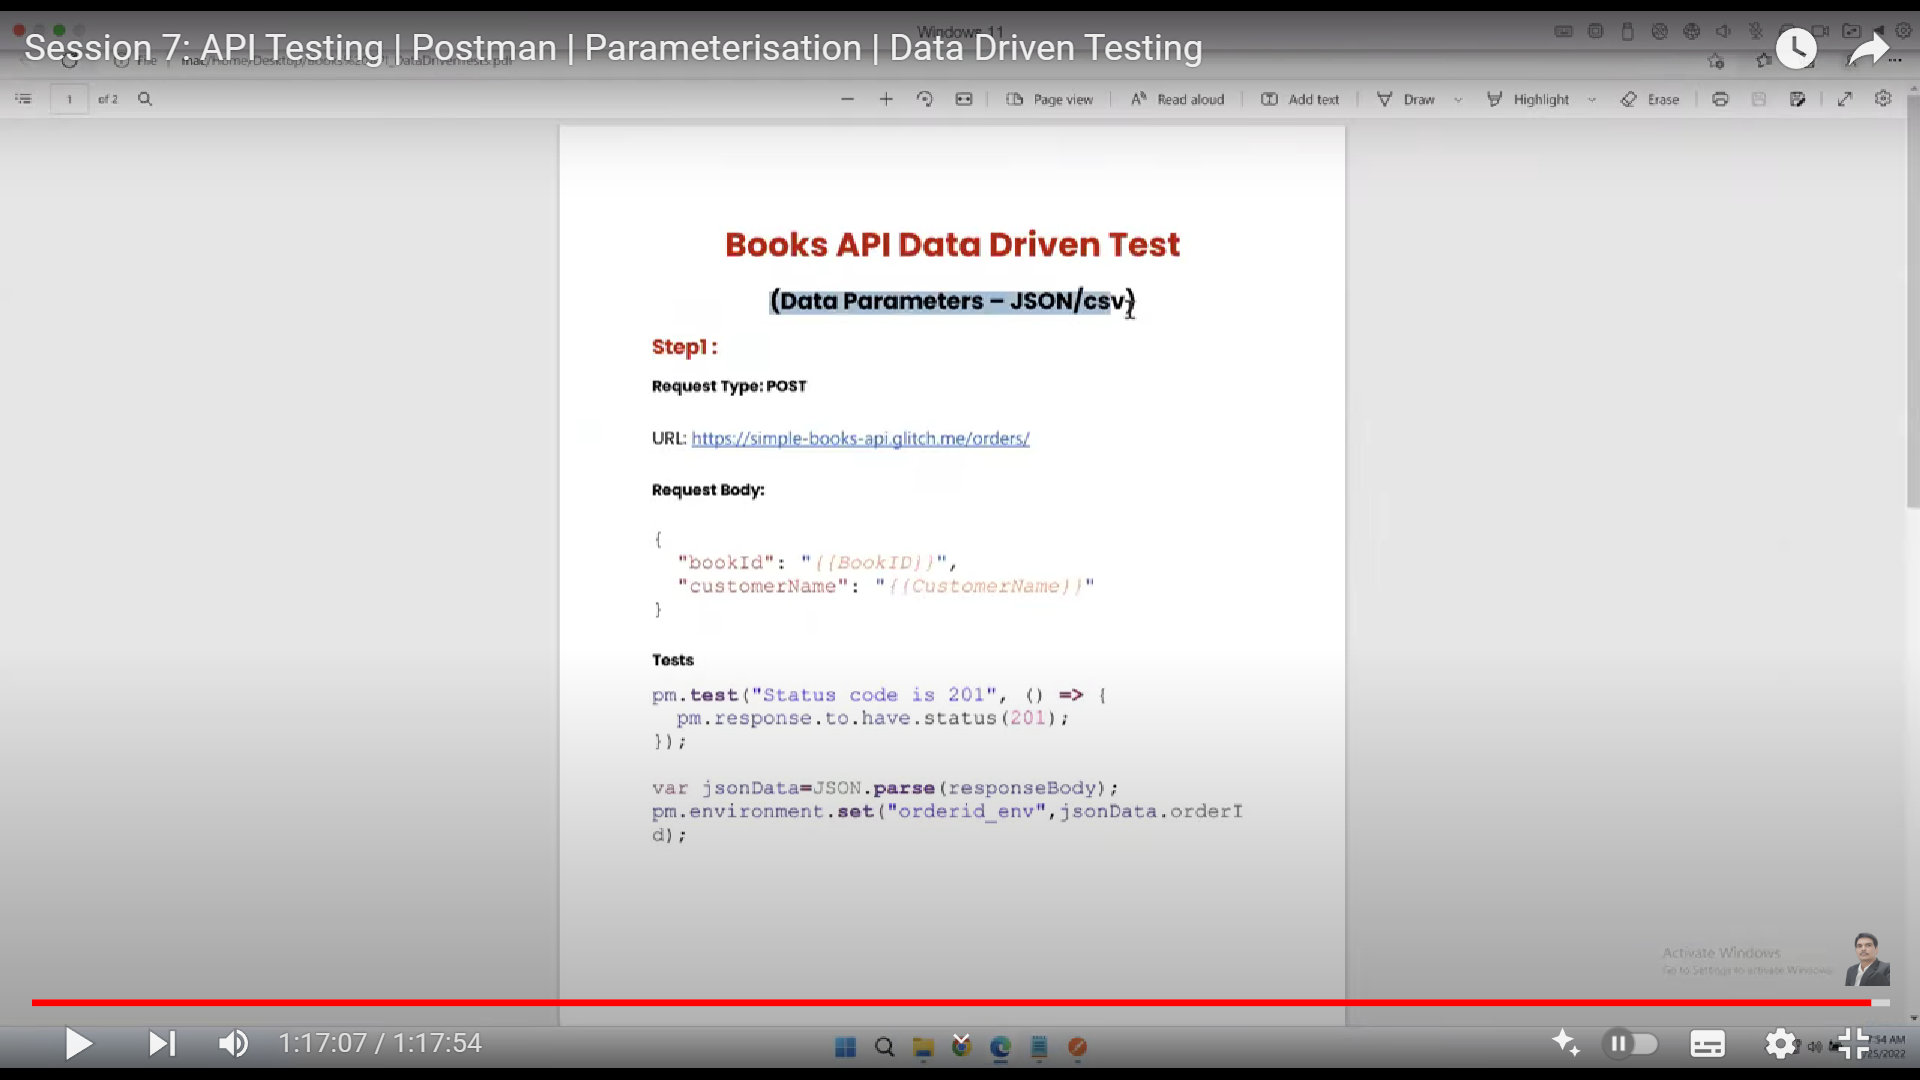 Windows 11
Session 7: API Testing | Postman | Parameterisation | Data Driven Testing
File
1 of 2
Page view
Read aloud
Add text
Draw
Highlight
Erase
Books API Data Driven Test
(Data Parameters – JSON/csv)
Step1 :
Request Type: POST
URL: https://simple-books-api.glitch.me/orders/
Request Body:
{
"bookId": "{{BookID}}",
"customerName": "{{CustomerName}}"
}
Tests
pm.test("Status code is 201", () => {
pm.response.to.have.status(201);
});
var jsonData=JSON.parse(responseBody);
pm.environment.set("orderid_env",jsonData.orderI
d);
Activate Windows
Go to Settings to activate Windows.
1:17:07 / 1:17:54